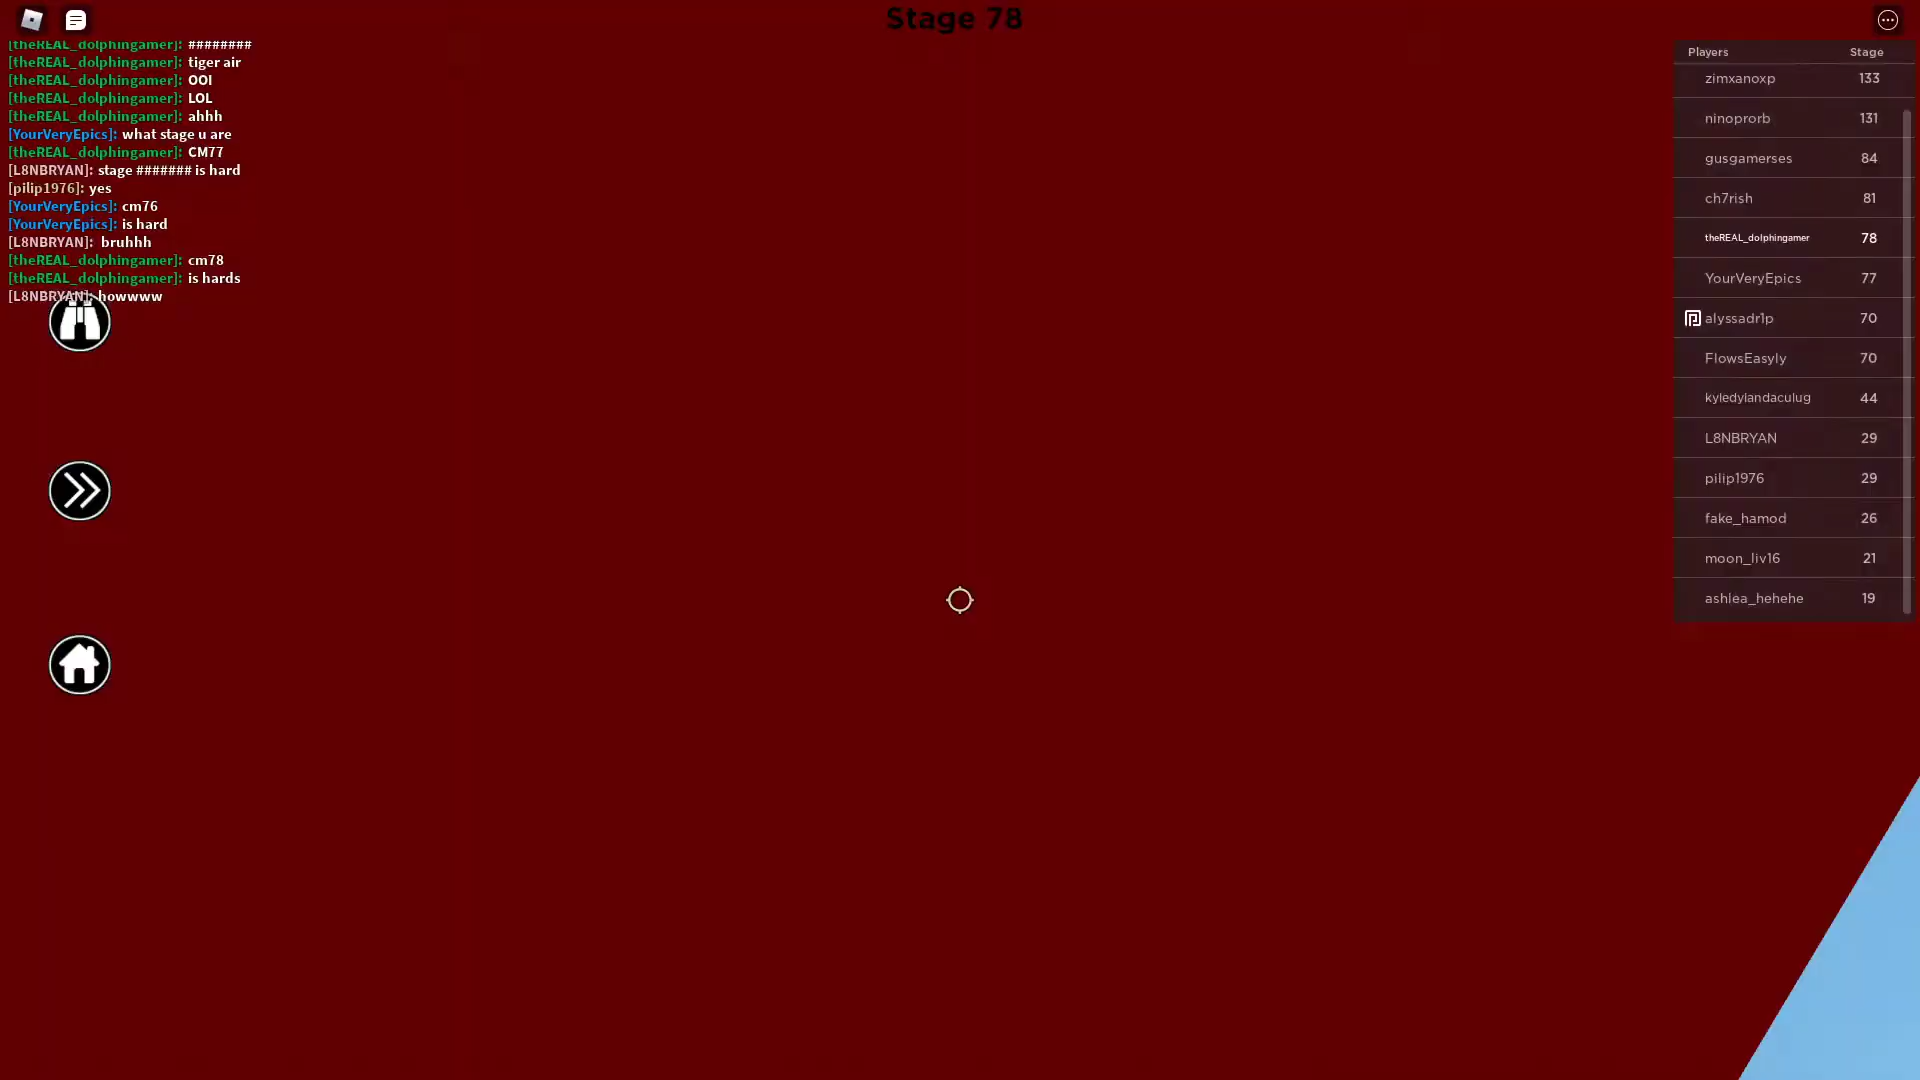 Stage 78
[theREAL_dolphingamer]: ########
[theREAL_dolphingamer]: tiger air
[theREAL_dolphingamer]: OOI
[theREAL_dolphingamer]: LOL
[theREAL_dolphingamer]: ahhh
[YourVeryEpics]: what stage u are
[theREAL_dolphingamer]: CM77
[L8NBRYAN]: stage ####### is hard
[pilip1976]: yes
[YourVeryEpics]: cm76
[YourVeryEpics]: is hard
[L8NBRYAN]: bruhhh
[theREAL_dolphingamer]: cm78
[theREAL_dolphingamer]: is hards
[L8NBRYAN]: howwww
Players Stage
zimxanoxp 133
ninoprorb 131
gusgamerses 84
ch7rish 81
theREAL_dolphingamer 78
YourVeryEpics 77
alyssadr1p 70
FlowsEasyly 70
kyledylandaculug 44
L8NBRYAN 29
pilip1976 29
fake_hamod 26
moon_liv16 21
ashlea_hehehe 19